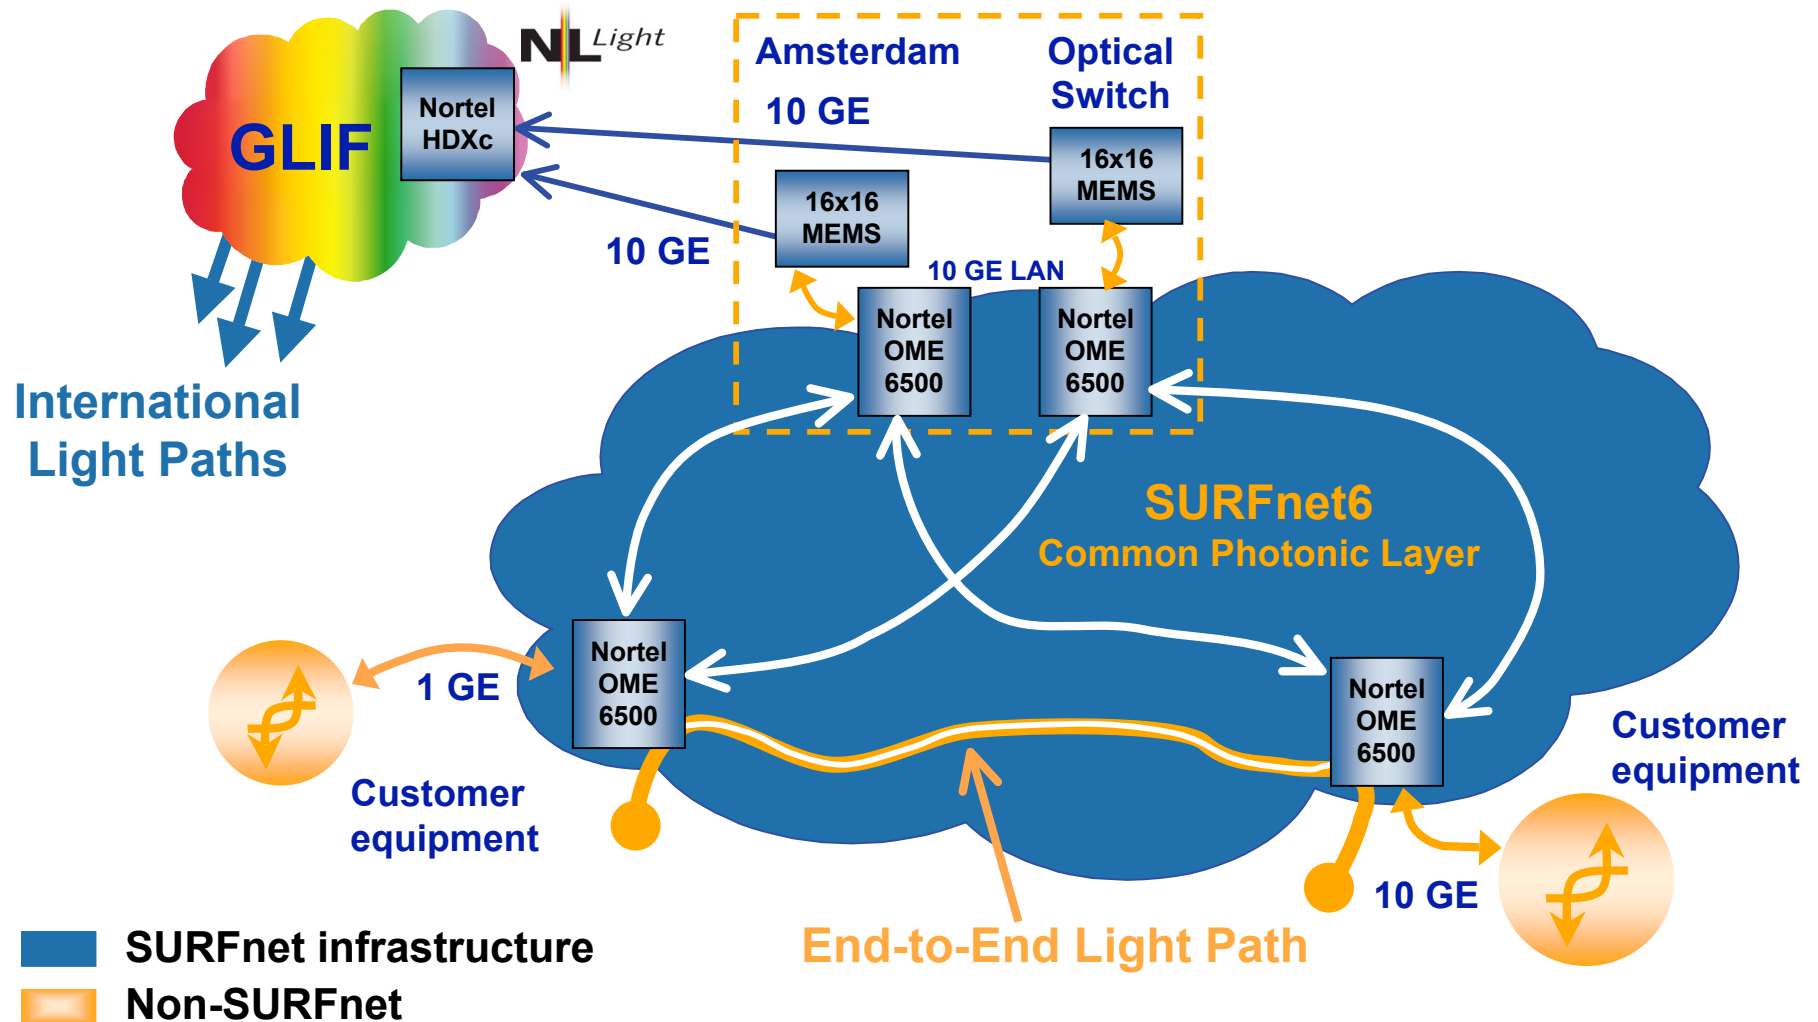 NL Light
Amsterdam
Optical
Switch
10 GE
Nortel
HDXc
GLIF
16x16
MEMS
16x16
MEMS
10 GE
10 GE LAN
Nortel
OME
6500
Nortel
OME
6500
International
Light Paths
SURFnet6
Common Photonic Layer
Nortel
OME
6500
1 GE
Nortel
OME
6500
Customer
equipment
Customer
equipment
10 GE
End-to-End Light Path
SURFnet infrastructure
Non-SURFnet